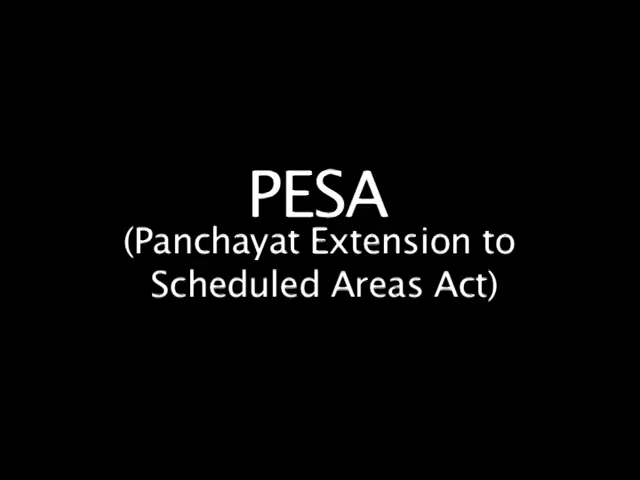 PESA
(Panchayat Extension to
Scheduled Areas Act)